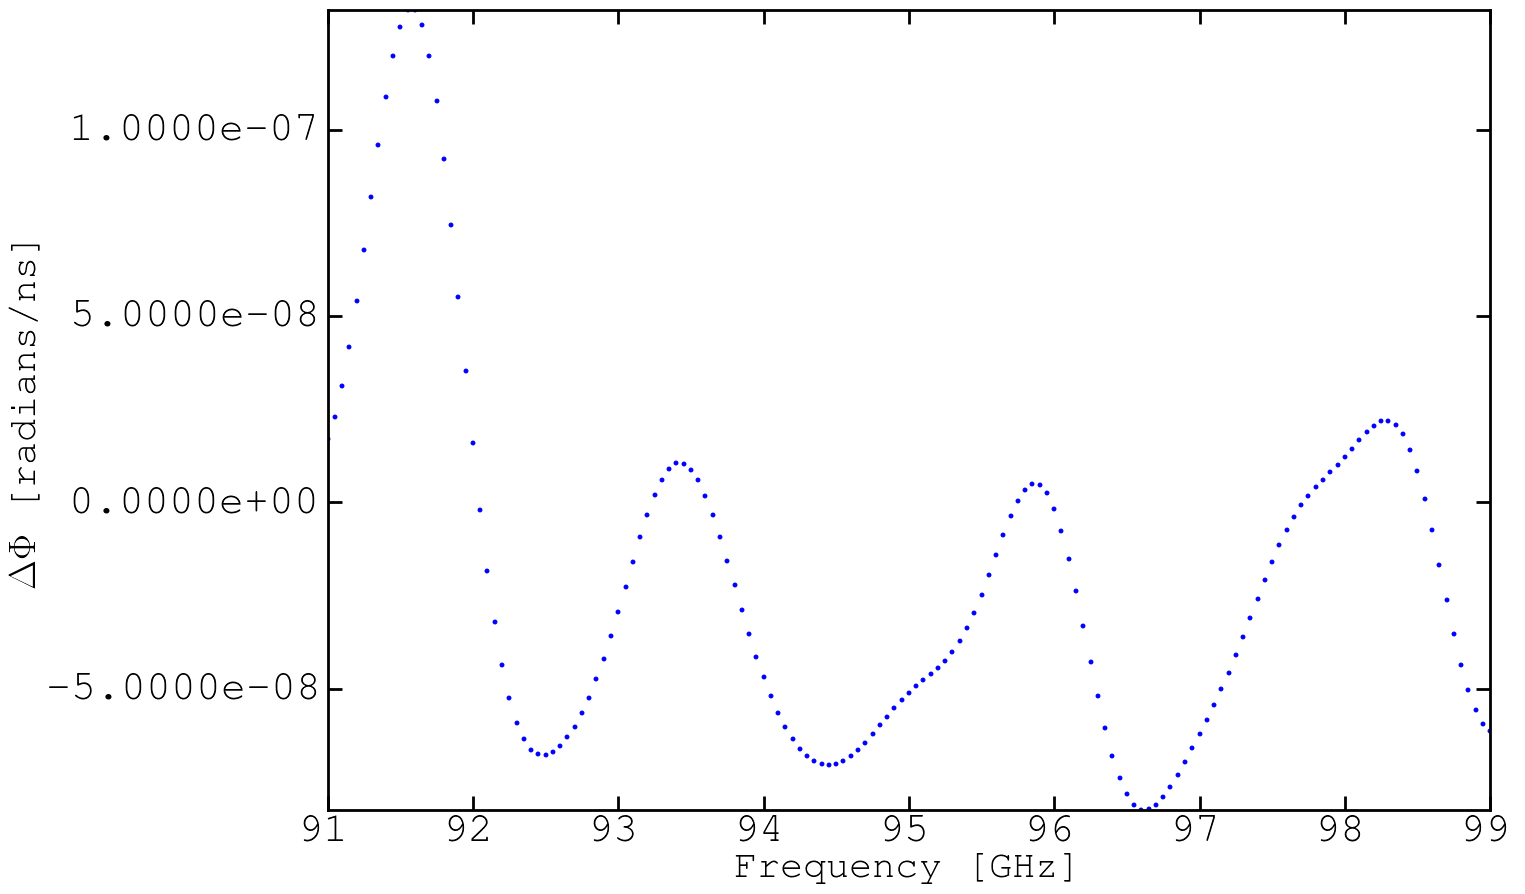 1.0000e−07
5.0000e−08
0.0000e+00
−5.0000e−08
ΔΦ [radians/ns]
91 92 93 94 95 96 97 98 99
Frequency [GHz]